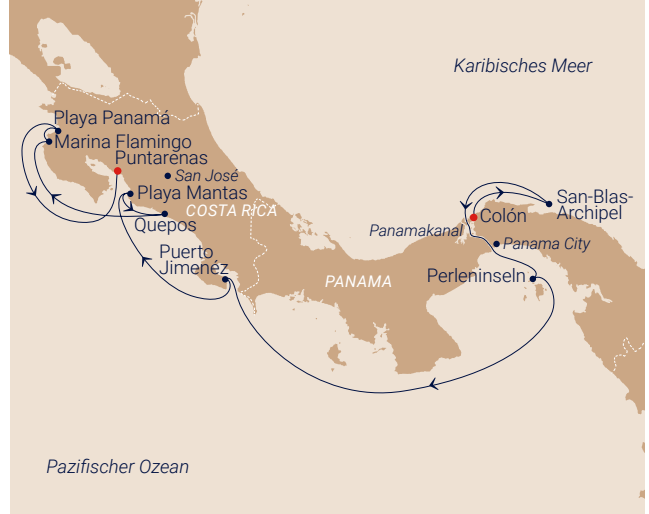 Karibisches Meer
Playa Panamá
Marina Flamingo
Puntarenas
San José
Playa Mantas
COSTA RICA
Quepos
Puerto
Jimenéz
PANAMA
San-Blas-
Archipel
Colón
Panamakanal
Panama City
Perleninseln
Pazifischer Ozean